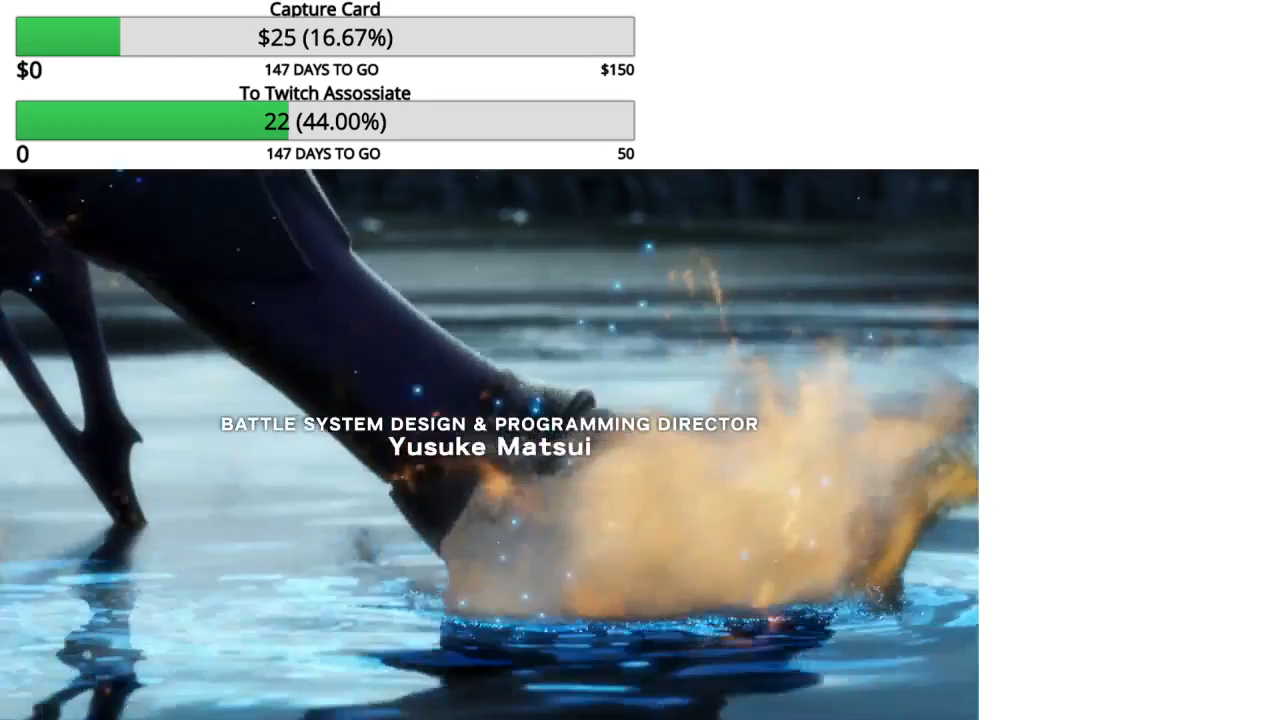 Capture Card
$25 (16.67%)
$0 147 DAYS TO GO $150
To Twitch Assossiate
22 (44.00%)
0 147 DAYS TO GO 50
BATTLE SYSTEM DESIGN & PROGRAMMING DIRECTOR
Yusuke Matsui